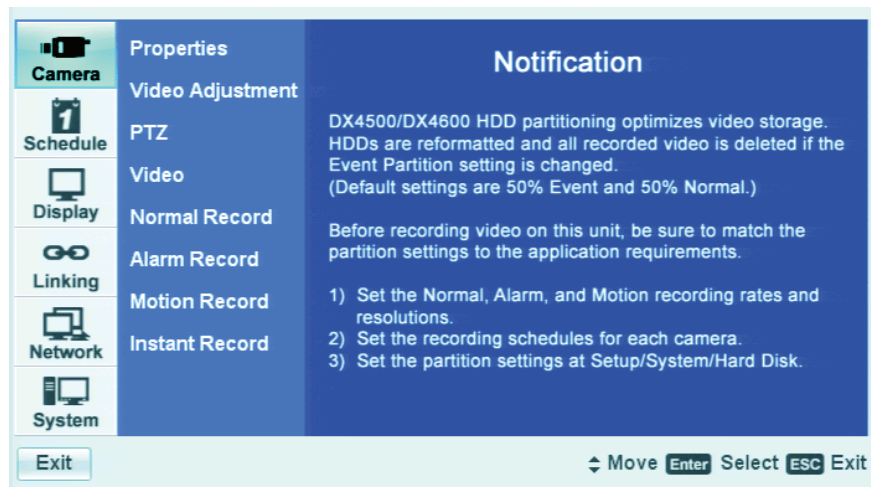 Camera
1
Schedule
Display
Linking
Network
System
Properties
Video Adjustment
PTZ
Video
Normal Record
Alarm Record
Motion Record
Instant Record
Notification
DX4500/DX4600 HDD partitioning optimizes video storage.
HDDs are reformatted and all recorded video is deleted if the
Event Partition setting is changed.
(Default settings are 50% Event and 50% Normal.)
Before recording video on this unit, be sure to match the
partition settings to the application requirements.
1) Set the Normal, Alarm, and Motion recording rates and
resolutions.
2) Set the recording schedules for each camera.
3) Set the partition settings at Setup/System/Hard Disk.
Exit
Move Enter Select ESC Exit